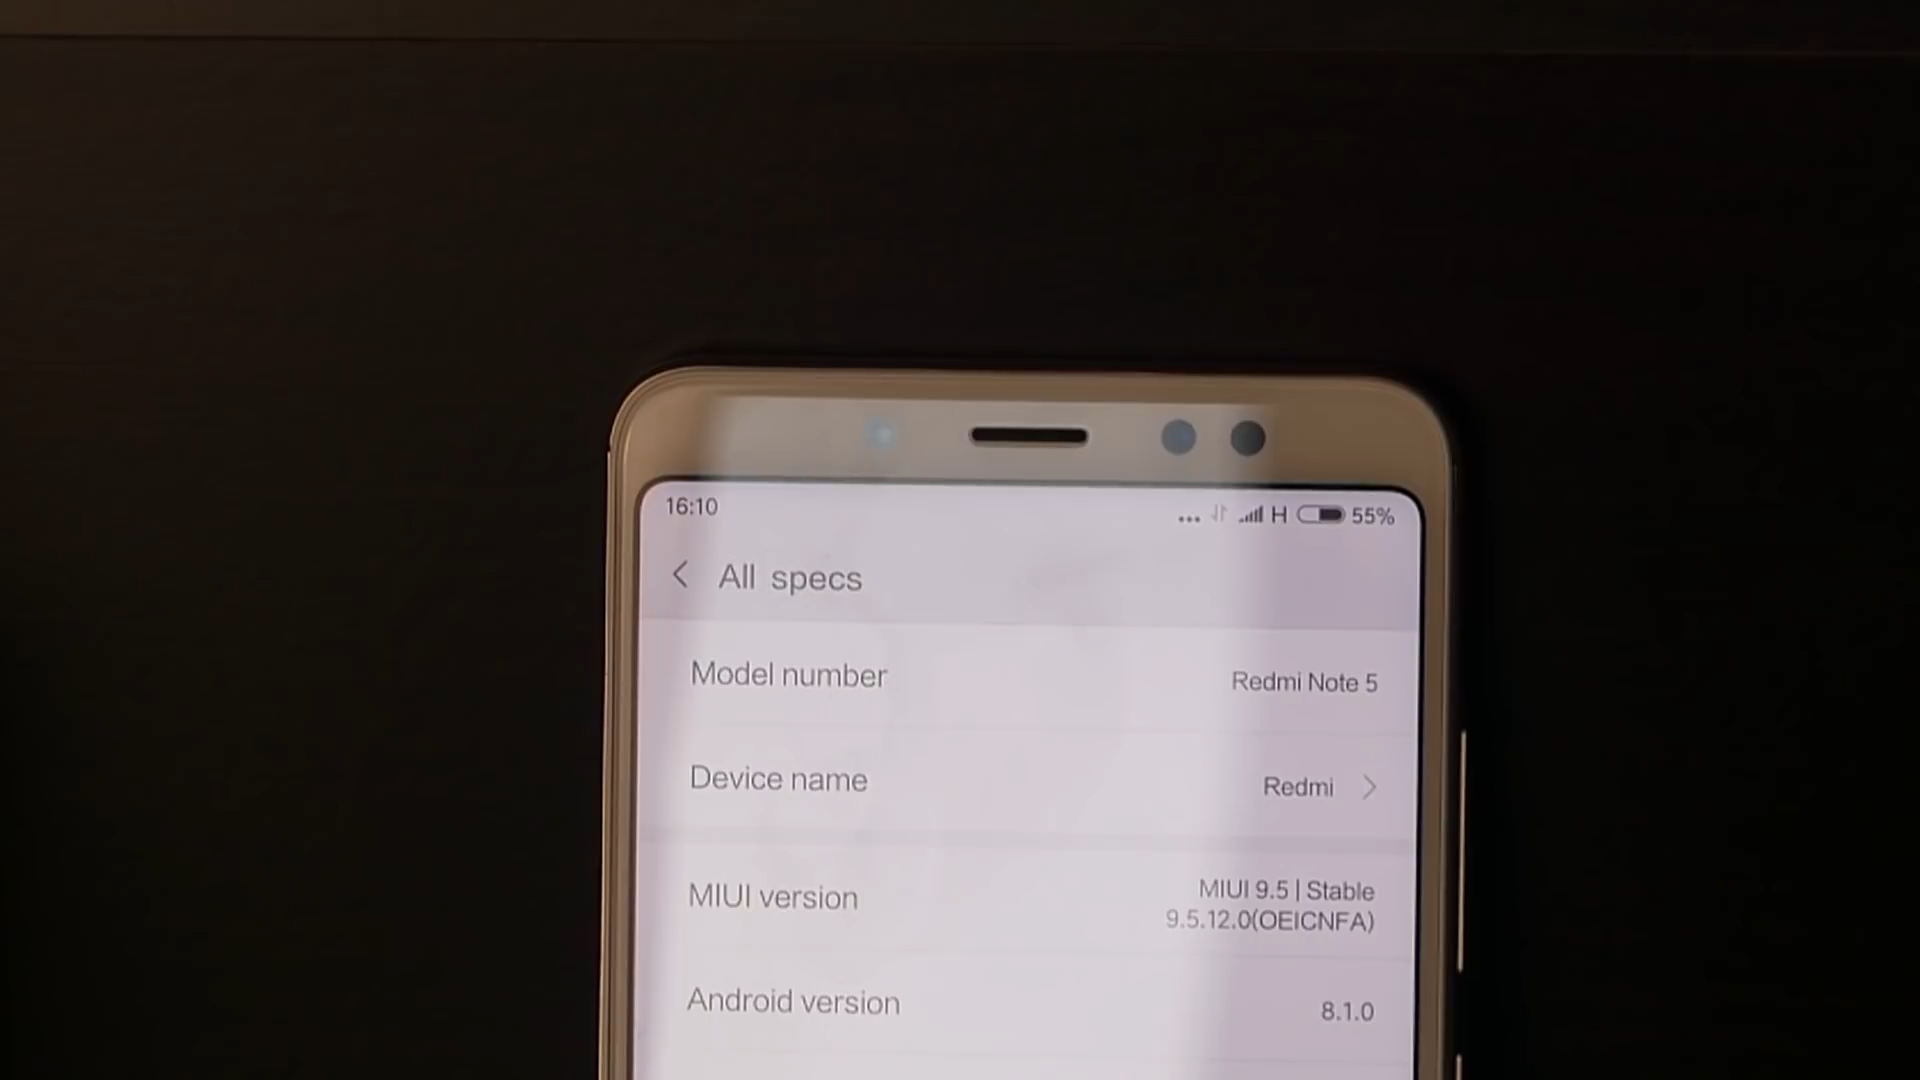 16:10 ... H 55%
All specs
Model number Redmi Note 5
Device name Redmi
MIUI version MIUI 9.5 | Stable
9.5.12.0(OEICNFA)
Android version 8.1.0